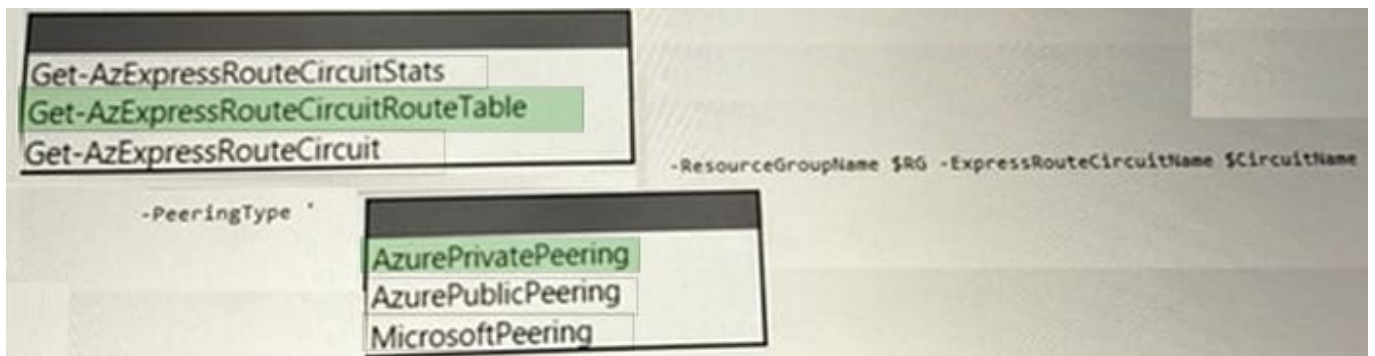 Get-AzExpressRouteCircuitStats
Get-AzExpressRouteCircuitRouteTable
Get-AzExpressRouteCircuit
-ResourceGroupName $RG -ExpressRouteCircuitName $CircuitName
-PeeringType '
AzurePrivatePeering
AzurePublicPeering
MicrosoftPeering